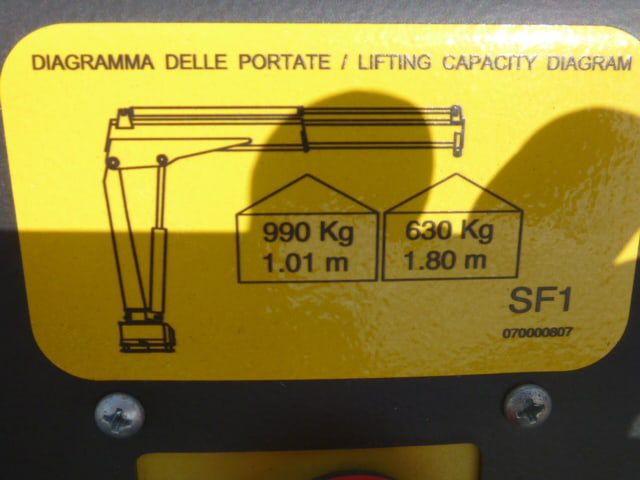 DIAGRAMMA DELLE PORTATE / LIFTING CAPACITY DIAGRAM
990 Kg
1.01 m
630 Kg
1.80 m
SF1
070000807